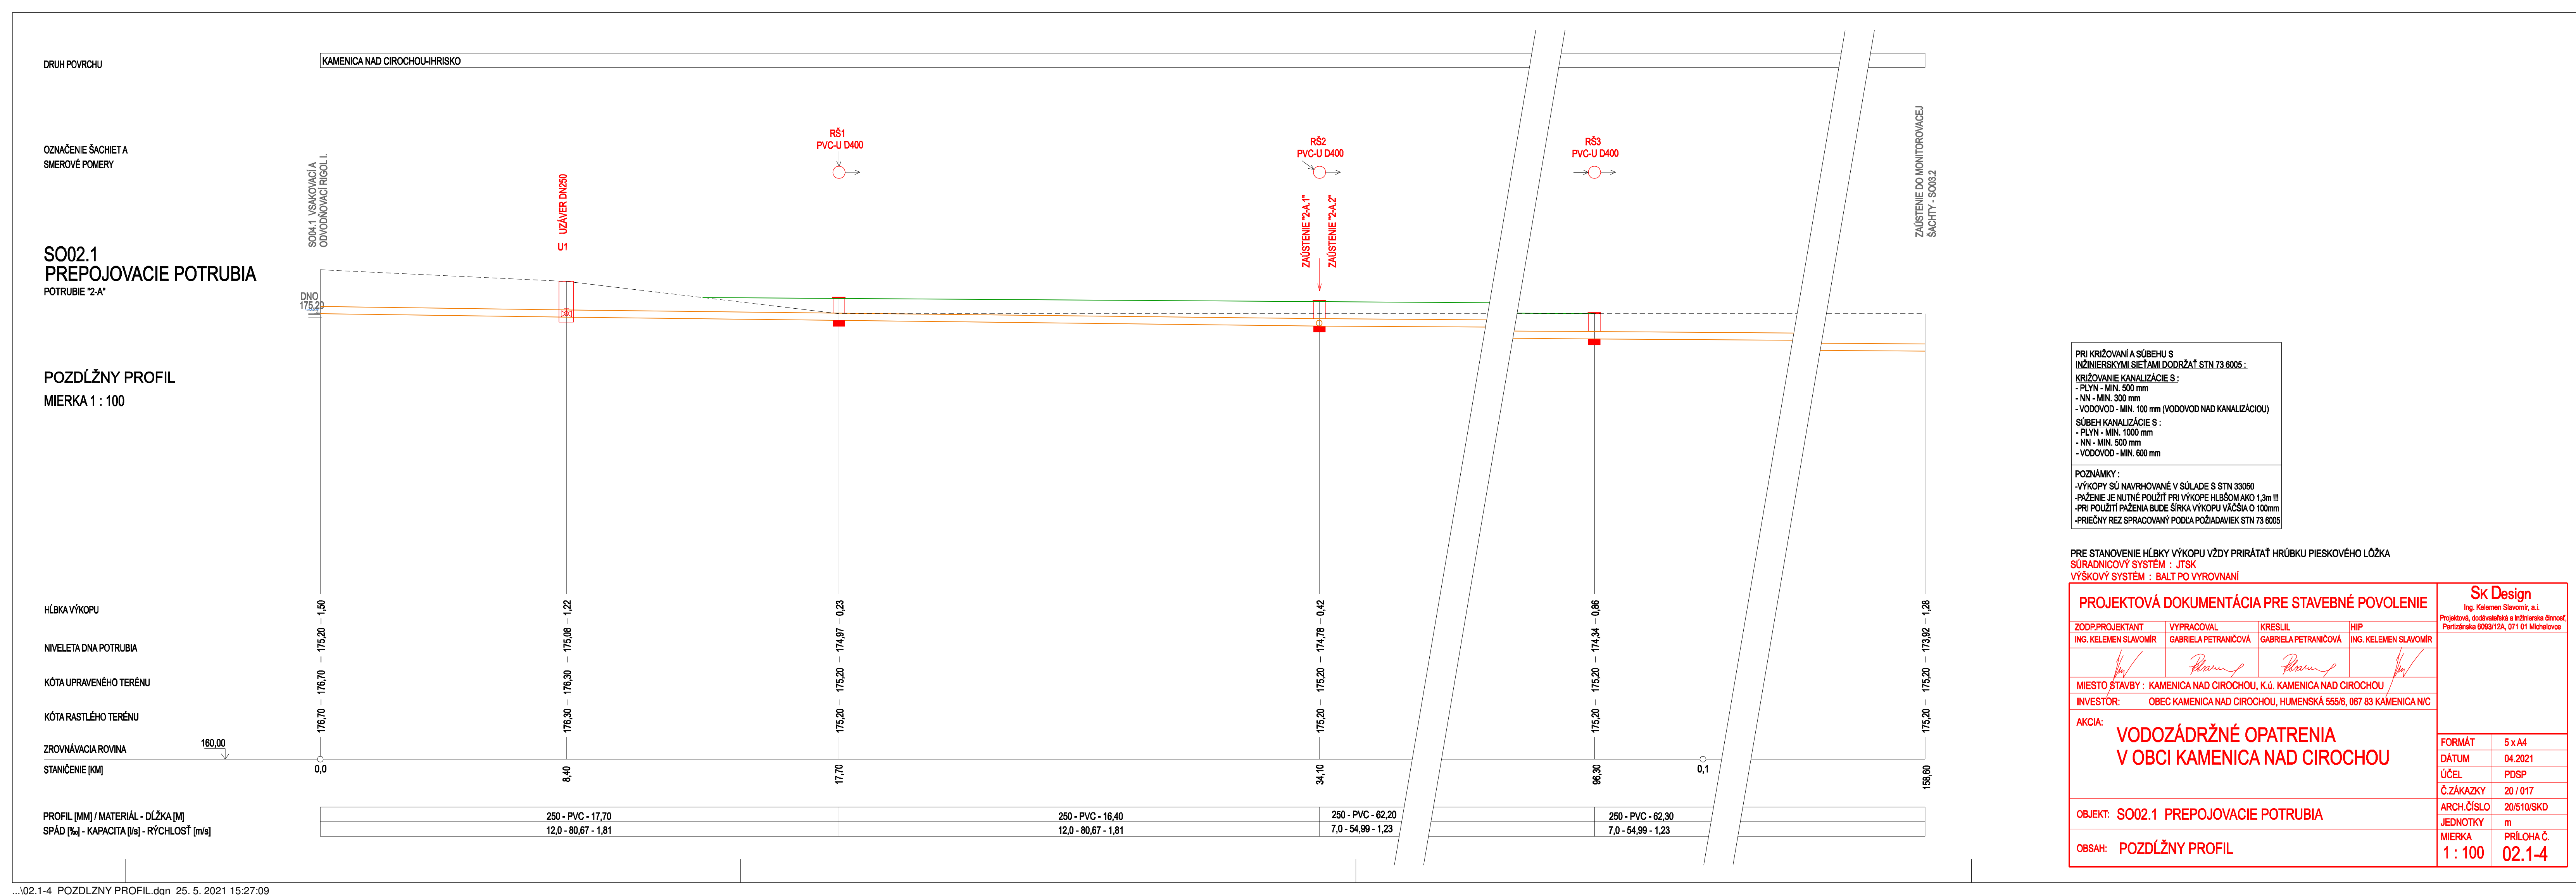 DRUH POVRCHU
KAMENICA NAD CIROCHOU-IHRISKO
OZNAČENIE ŠACHIET A
SMEROVÉ POMERY
SO04.1 VSAKOVACÍ A
ODVODŇOVACÍ RIGOL I.
U1 UZÁVER DN250
RŠ1
PVC-U D400
RŠ2
PVC-U D400
ZAÚSTENIE "2-A.1"
ZAÚSTENIE "2-A.2"
RŠ3
PVC-U D400
ZAÚSTENIE DO MONITOROVACEJ
ŠACHTY - SO03.2
SO02.1
PREPOJOVACIE POTRUBIA
POTRUBIE "2-A"
DNO
175,20
POZDĹŽNY PROFIL
MIERKA 1 : 100
HĹBKA VÝKOPU
1,50
1,22
0,23
0,42
0,86
1,28
NIVELETA DNA POTRUBIA
175,20
175,08
174,97
174,78
174,34
173,92
KÓTA UPRAVENÉHO TERÉNU
176,70
176,30
175,20
175,20
175,20
175,20
KÓTA RASTLÉHO TERÉNU
176,70
176,30
175,20
175,20
175,20
175,20
ZROVNÁVACIA ROVINA
160,00
STANIČENIE [KM]
0,0
8,40
17,70
34,10
96,30
0,1
158,60
PROFIL [MM] / MATERIÁL - DĹŽKA [M]
250 - PVC - 17,70
250 - PVC - 16,40
250 - PVC - 62,20
250 - PVC - 62,30
SPÁD [‰] - KAPACITA [l/s] - RÝCHLOSŤ [m/s]
12,0 - 80,67 - 1,81
12,0 - 80,67 - 1,81
7,0 - 54,99 - 1,23
7,0 - 54,99 - 1,23
PRI KRIŽOVANÍ A SÚBEHU S
INŽINIERSKYMI SIEŤAMI DODRŽAŤ STN 73 6005 :
KRIŽOVANIE KANALIZÁCIE S :
- PLYN - MIN. 500 mm
- NN - MIN. 300 mm
- VODOVOD - MIN. 100 mm (VODOVOD NAD KANALIZÁCIOU)
SÚBEH KANALIZÁCIE S :
- PLYN - MIN. 1000 mm
- NN - MIN. 500 mm
- VODOVOD - MIN. 600 mm
POZNÁMKY :
-VÝKOPY SÚ NAVRHOVANÉ V SÚLADE S STN 33050
-PAŽENIE JE NUTNÉ POUŽIŤ PRI VÝKOPE HLBŠOM AKO 1,3m !!!
-PRI POUŽITÍ PAŽENIA BUDE ŠÍRKA VÝKOPU VÄČŠIA O 100mm
-PRIEČNY REZ SPRACOVANÝ PODĽA POŽIADAVIEK STN 73 6005
PRE STANOVENIE HĹBKY VÝKOPU VŽDY PRIRÁTAŤ HRÚBKU PIESKOVÉHO LÔŽKA
SÚRADNICOVÝ SYSTÉM : JTSK
VÝŠKOVÝ SYSTÉM : BALT PO VYROVNANÍ
PROJEKTOVÁ DOKUMENTÁCIA PRE STAVEBNÉ POVOLENIE
SK Design
Ing. Kelemen Slavomír, a.i.
Projektová, dodávateľská a inžinierska činnosť,
Partizánska 6093/12A, 071 01 Michalovce
ZODP.PROJEKTANT VYPRACOVAL KRESLIL HIP
ING. KELEMEN SLAVOMÍR GABRIELA PETRANIČOVÁ GABRIELA PETRANIČOVÁ ING. KELEMEN SLAVOMÍR
MIESTO STAVBY : KAMENICA NAD CIROCHOU, K.ú. KAMENICA NAD CIROCHOU
INVESTOR: OBEC KAMENICA NAD CIROCHOU, HUMENSKÁ 555/6, 067 83 KAMENICA N/C
AKCIA:
VODOZÁDRŽNÉ OPATRENIA
V OBCI KAMENICA NAD CIROCHOU
FORMÁT 5 x A4
DÁTUM 04.2021
ÚČEL PDSP
Č.ZÁKAZKY 20 / 017
ARCH.ČÍSLO 20/510/SKD
JEDNOTKY m
OBJEKT: SO02.1 PREPOJOVACIE POTRUBIA
MIERKA PRÍLOHA Č.
1 : 100 02.1-4
OBSAH: POZDĹŽNY PROFIL
...\02.1-4 POZDLZNY PROFIL.dgn 25. 5. 2021 15:27:09